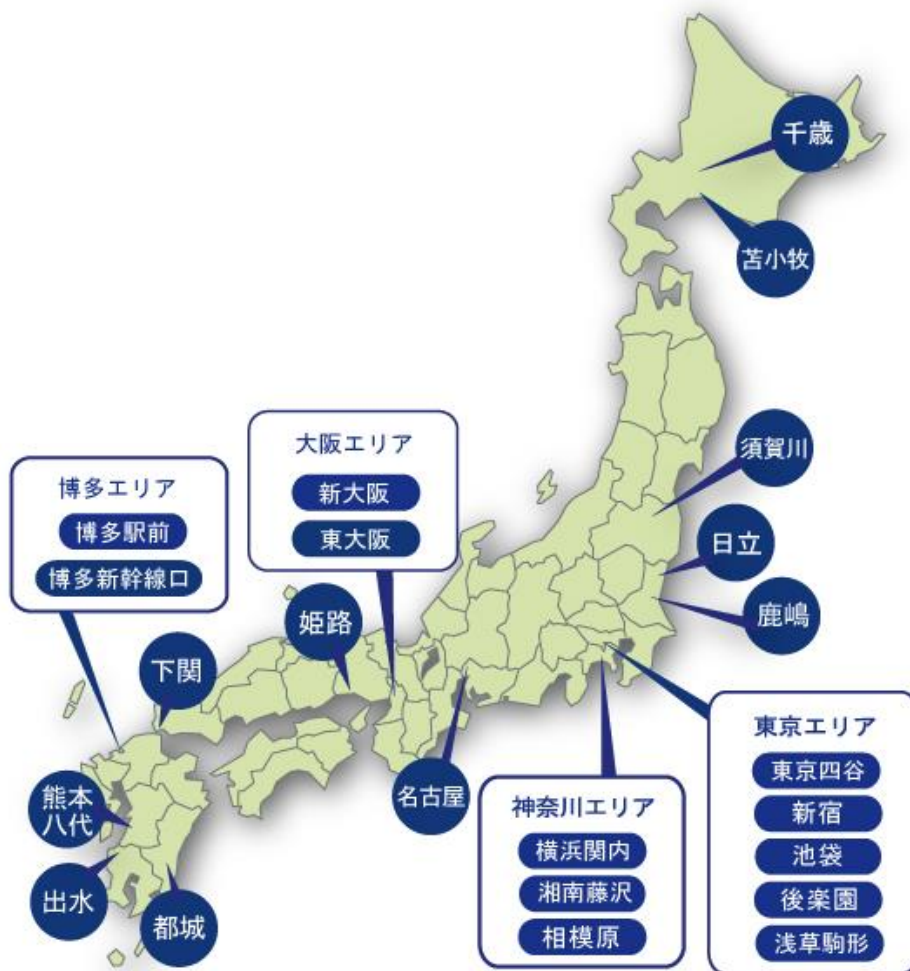 千歳
苫小牧
須賀川
日立
鹿嶋
大阪エリア
新大阪
東大阪
博多エリア
博多駅前
博多新幹線口
姫路
下関
名古屋
熊本
八代
出水
都城
神奈川エリア
横浜関内
湘南藤沢
相模原
東京エリア
東京四谷
新宿
池袋
後楽園
浅草駒形